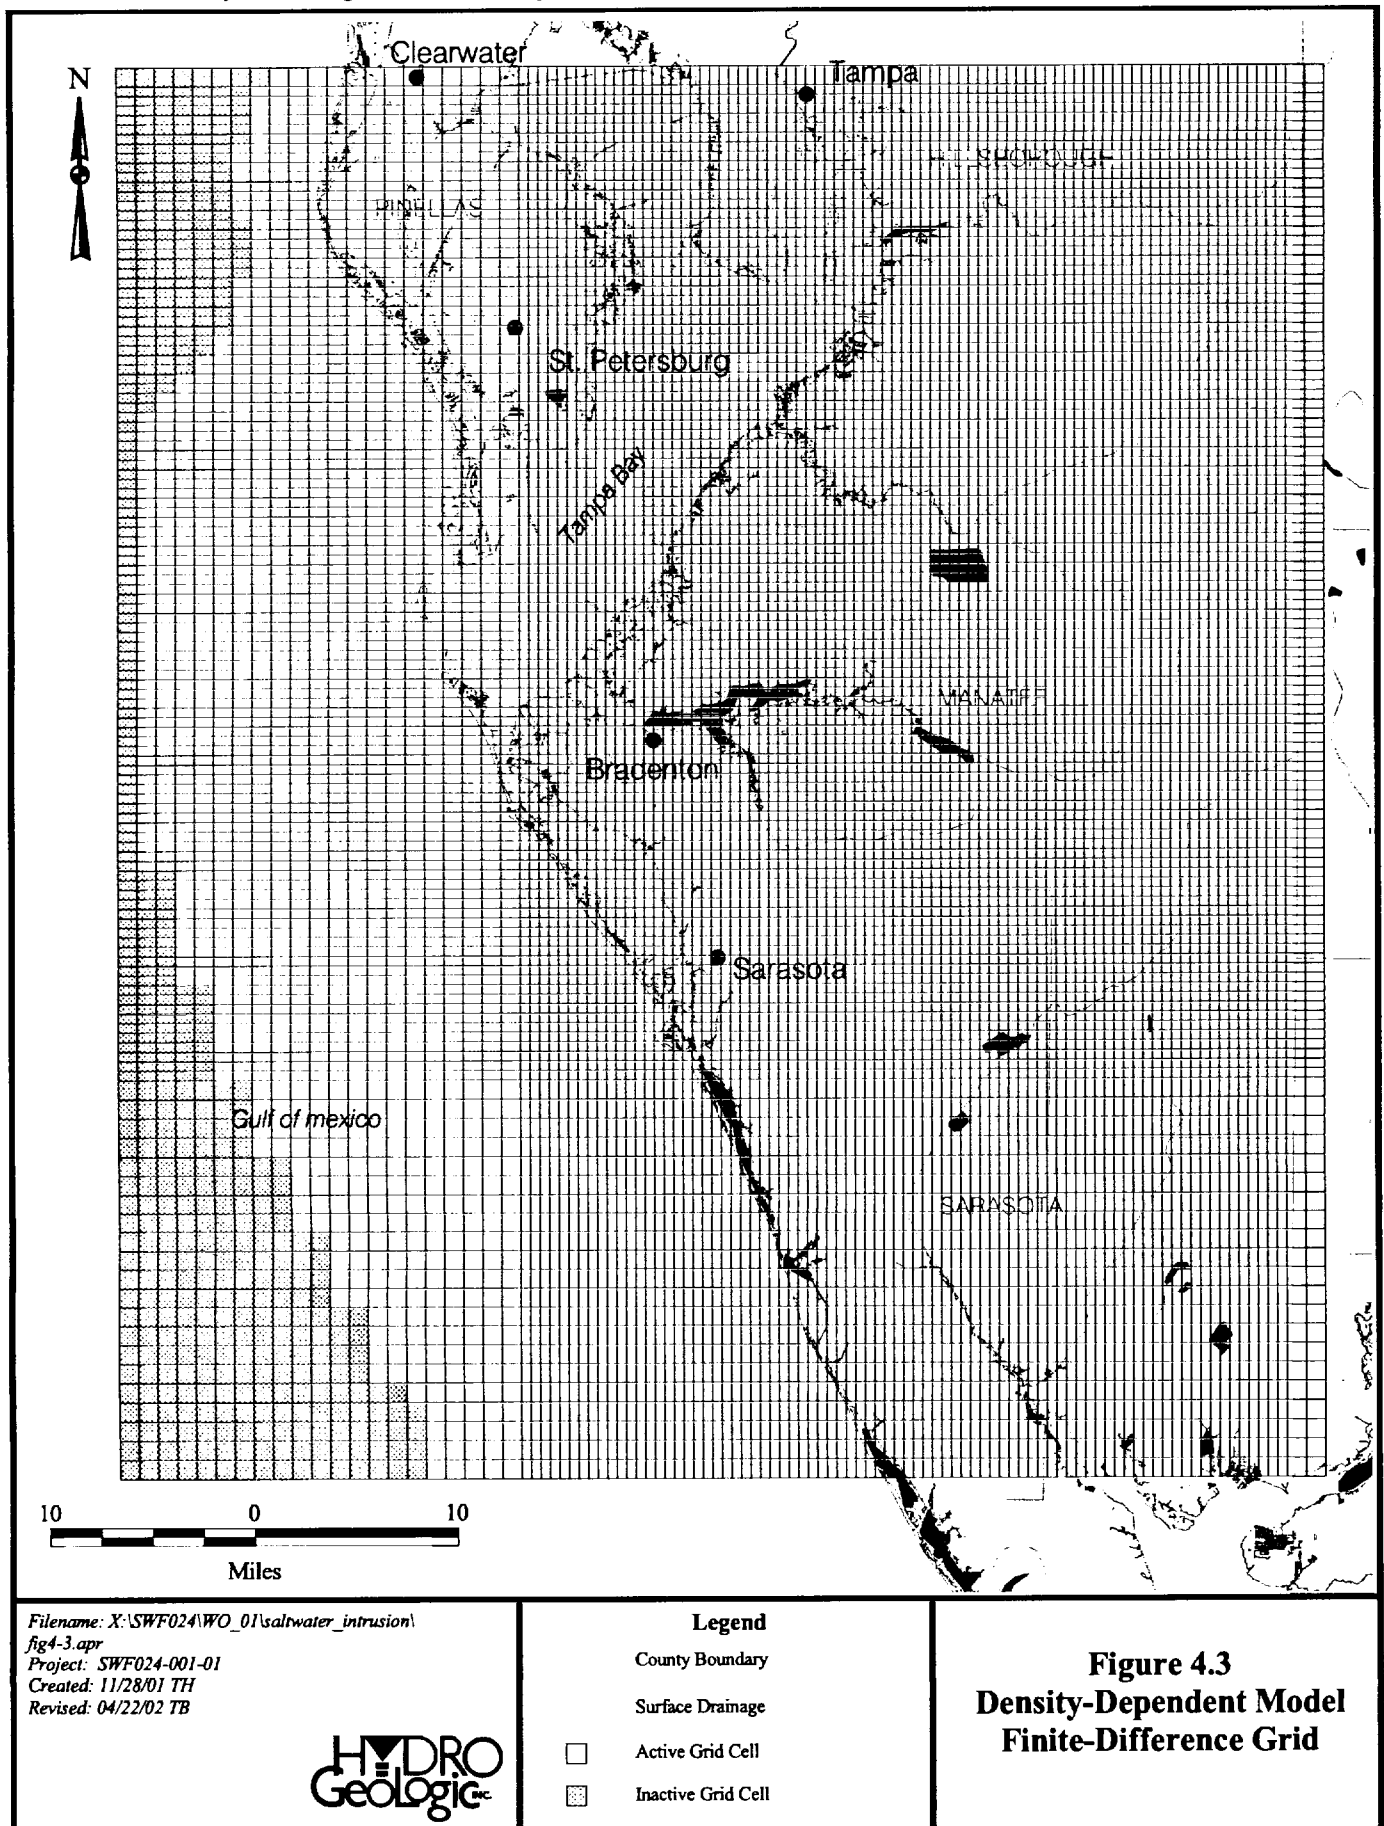 Clearwater
Tampa
N
HILLSBOROUGH
PINELLAS
St. Petersburg
Tampa Bay
MANATEE
Bradenton
Sarasota
Gulf of mexico
SARASOTA
10 0 10
Miles
Filename: X:\SWF024\WO_01\saltwater_intrusion\
fig4-3.apr
Project: SWF024-001-01
Created: 11/28/01 TH
Revised: 04/22/02 TB
HYDRO
GeoLogic INC.
Legend
County Boundary
Surface Drainage
Active Grid Cell
Inactive Grid Cell
Figure 4.3
Density-Dependent Model
Finite-Difference Grid